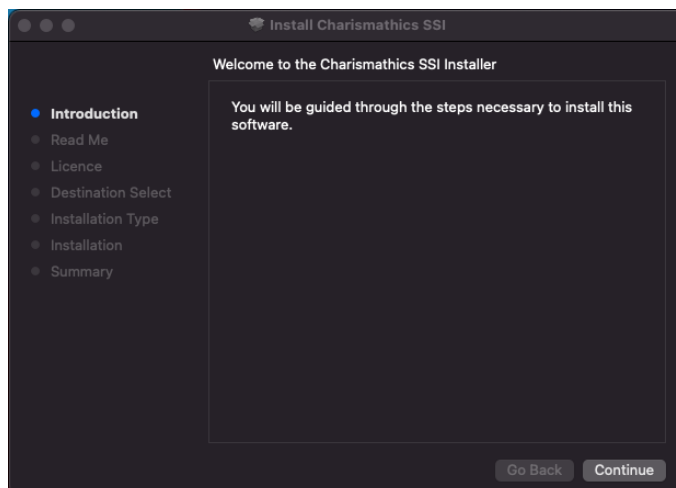 Install Charismathics SSI
Welcome to the Charismathics SSI Installer
Introduction
Read Me
Licence
Destination Select
Installation Type
Installation
Summary
You will be guided through the steps necessary to install this
software.
Go Back
Continue